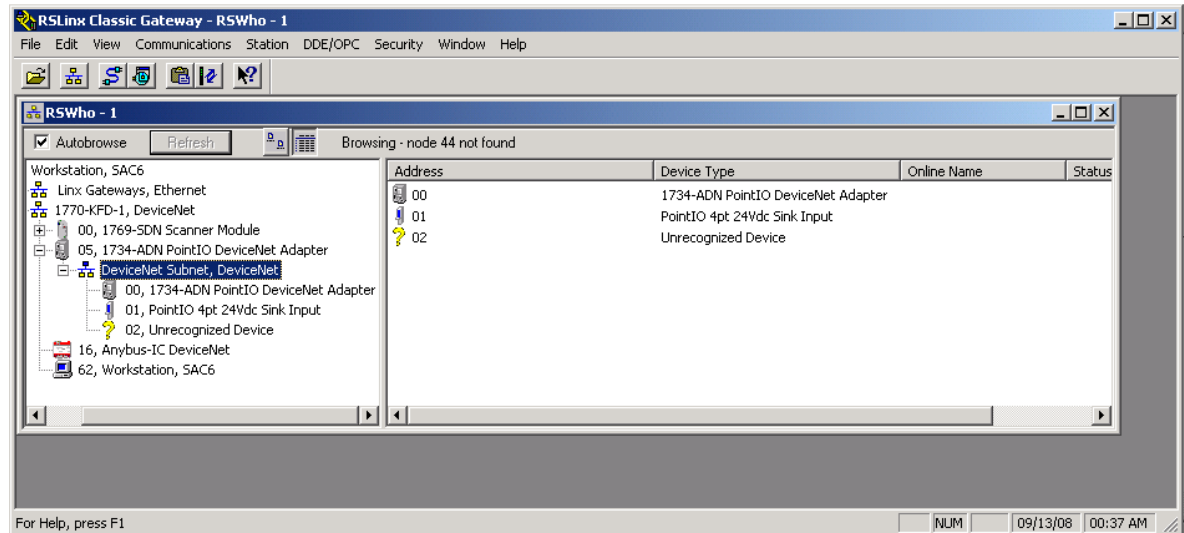 RSLinx Classic Gateway - RSWho - 1
File Edit View Communications Station DDE/OPC Security Window Help
RSWho - 1
Autobrowse Refresh Browsing - node 44 not found
Workstation, SAC6
Linx Gateways, Ethernet
1770-KFD-1, DeviceNet
00, 1769-SDN Scanner Module
05, 1734-ADN PointIO DeviceNet Adapter
DeviceNet Subnet, DeviceNet
00, 1734-ADN PointIO DeviceNet Adapter
01, PointIO 4pt 24Vdc Sink Input
02, Unrecognized Device
16, Anybus-IC DeviceNet
62, Workstation, SAC6
Address Device Type Online Name Status
00 1734-ADN PointIO DeviceNet Adapter
01 PointIO 4pt 24Vdc Sink Input
02 Unrecognized Device
For Help, press F1 NUM 09/13/08 00:37 AM